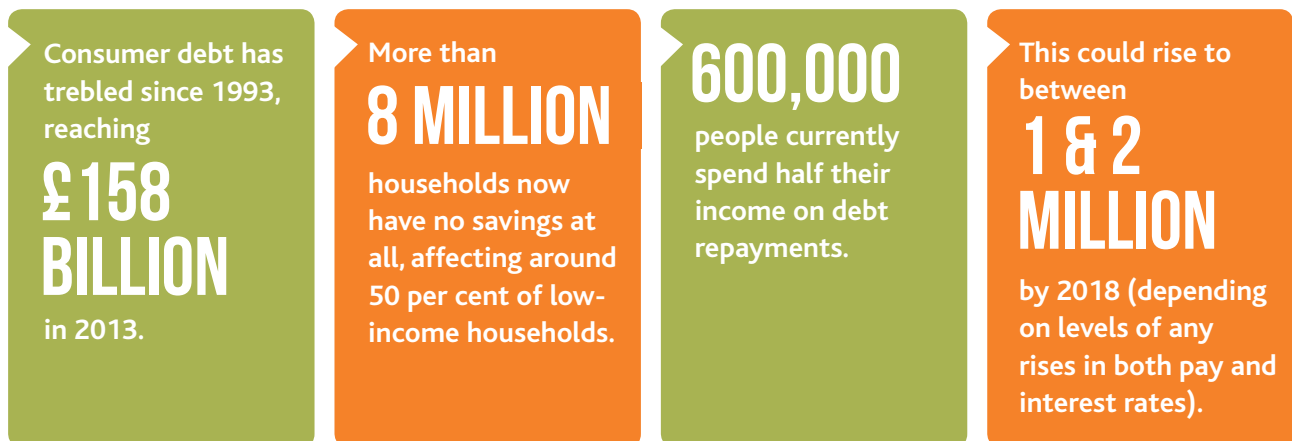 Consumer debt has
trebled since 1993,
reaching
£158
BILLION
in 2013.
More than
8 MILLION
households now
have no savings at
all, affecting around
50 per cent of low-
income households.
600,000
people currently
spend half their
income on debt
repayments.
This could rise to
between
1 & 2
MILLION
by 2018 (depending
on levels of any
rises in both pay and
interest rates).